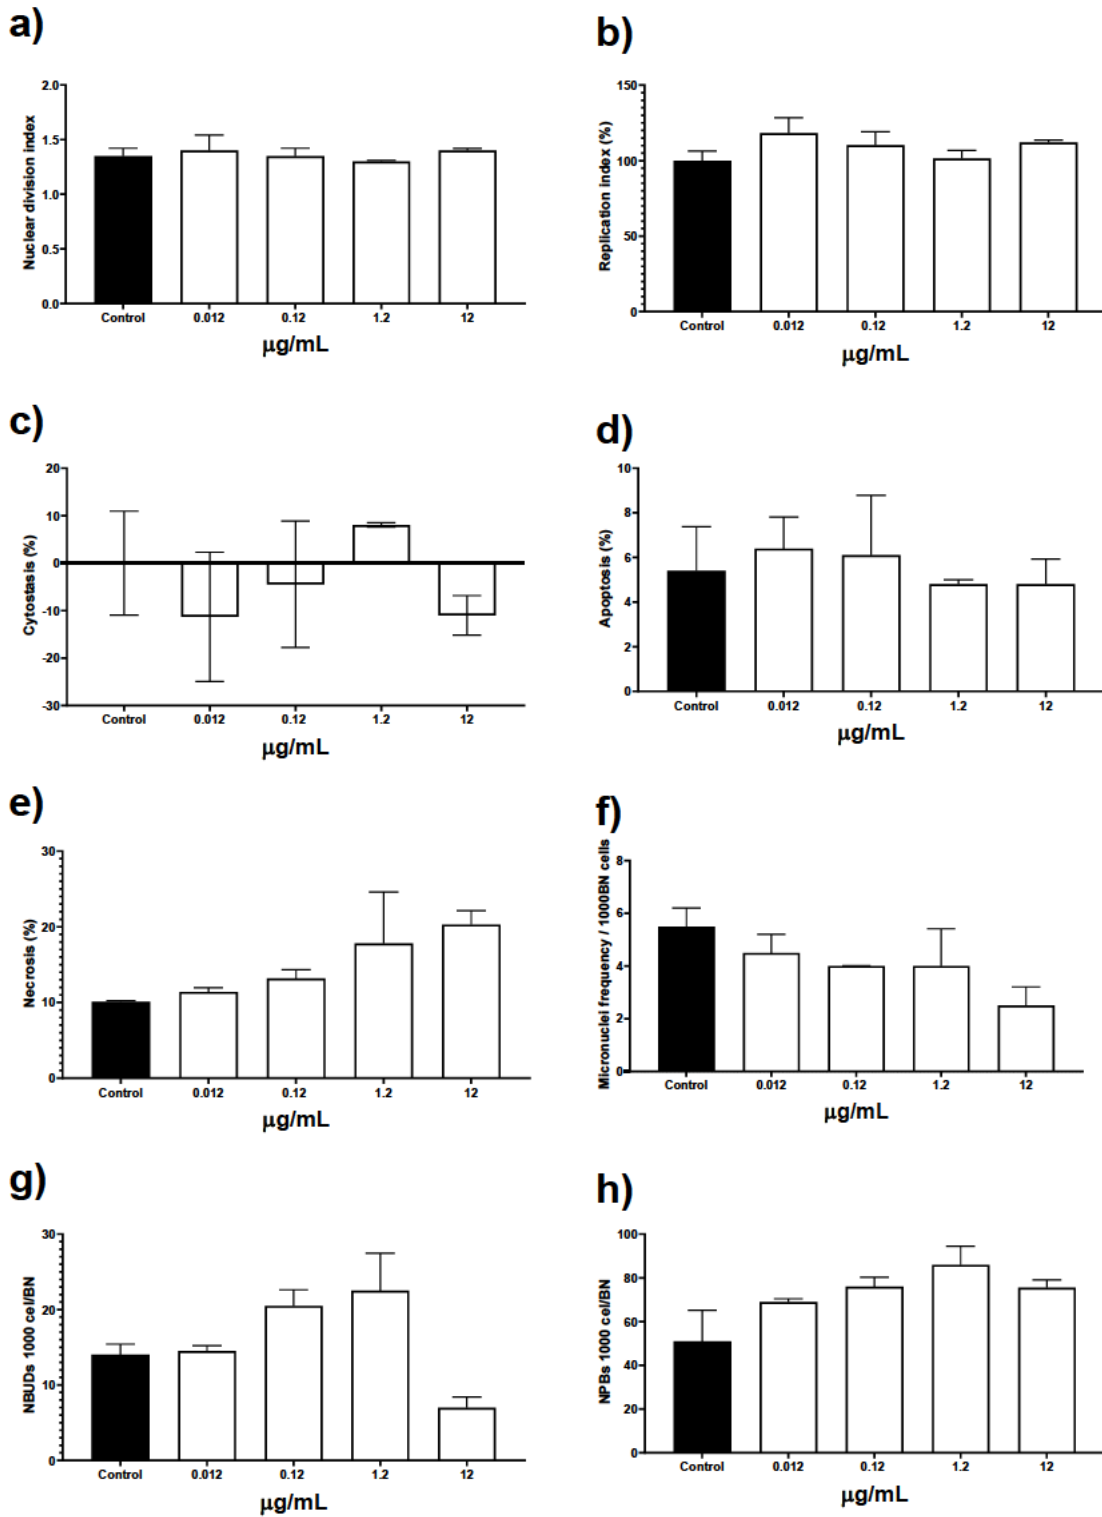 a)
Nuclear division index
2.0
1.5
1.0
0.5
0.0
Control 0.012 0.12 1.2 12
μg/mL
b)
Replication index (%)
150
100
50
0
Control 0.012 0.12 1.2 12
μg/mL
c)
Cytostasis (%)
20
10
0
-10
-20
-30
Control 0.012 0.12 1.2 12
μg/mL
d)
Apoptosis (%)
10
8
6
4
2
0
Control 0.012 0.12 1.2 12
μg/mL
e)
Necrosis (%)
30
20
10
0
Control 0.012 0.12 1.2 12
μg/mL
f)
Micronuclei frequency / 1000BN cells
8
6
4
2
0
Control 0.012 0.12 1.2 12
μg/mL
g)
NBUDs 1000 cel/BN
30
20
10
0
Control 0.012 0.12 1.2 12
μg/mL
h)
NPBs 1000 cel/BN
100
80
60
40
20
0
Control 0.012 0.12 1.2 12
μg/mL